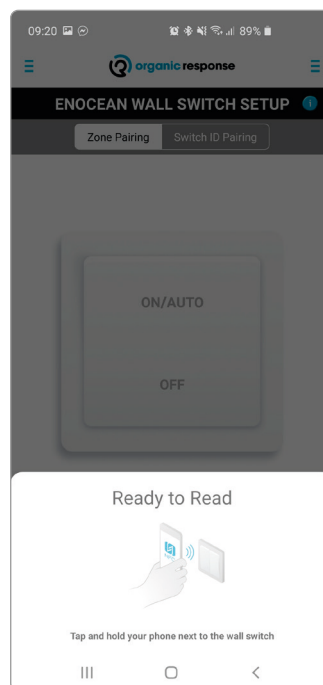 09:20 89%
organic response
ENOCEAN WALL SWITCH SETUP i
Zone Pairing Switch ID Pairing
ON/AUTO
OFF
Ready to Read
Tap and hold your phone next to the wall switch